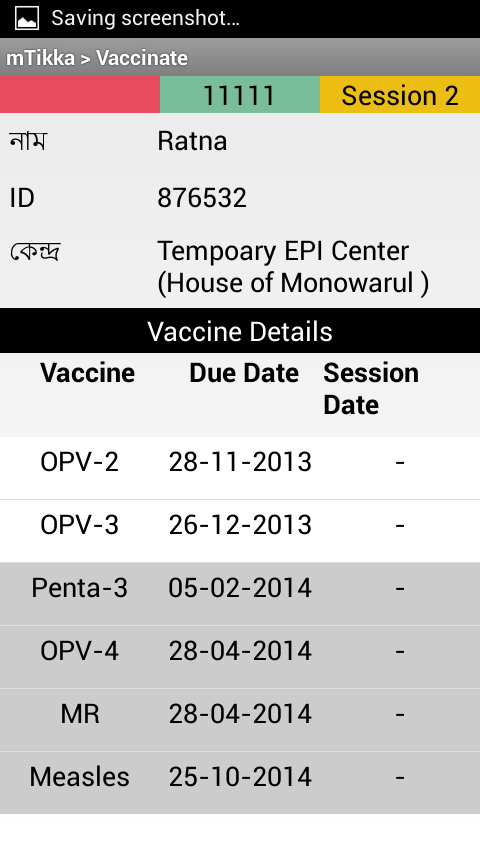 Saving screenshot...
mTikka > Vaccinate
11111 Session 2
নাম Ratna
ID 876532
কেন্দ্র Tempoary EPI Center
(House of Monowarul )
Vaccine Details
Vaccine Due Date Session
Date
OPV-2 28-11-2013 -
OPV-3 26-12-2013 -
Penta-3 05-02-2014 -
OPV-4 28-04-2014 -
MR 28-04-2014 -
Measles 25-10-2014 -